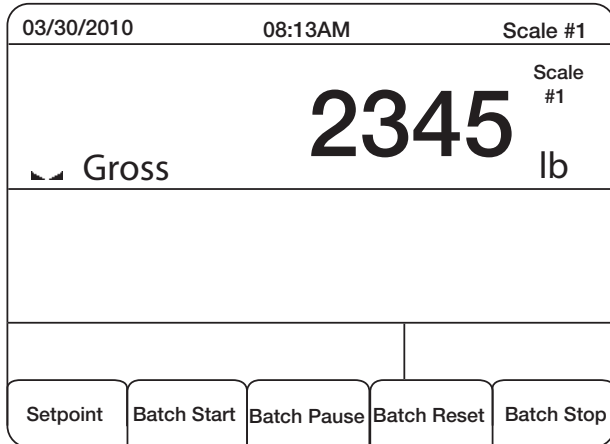 03/30/2010 08:13AM Scale #1
Scale
#1
2345
Gross lb
Setpoint Batch Start Batch Pause Batch Reset Batch Stop